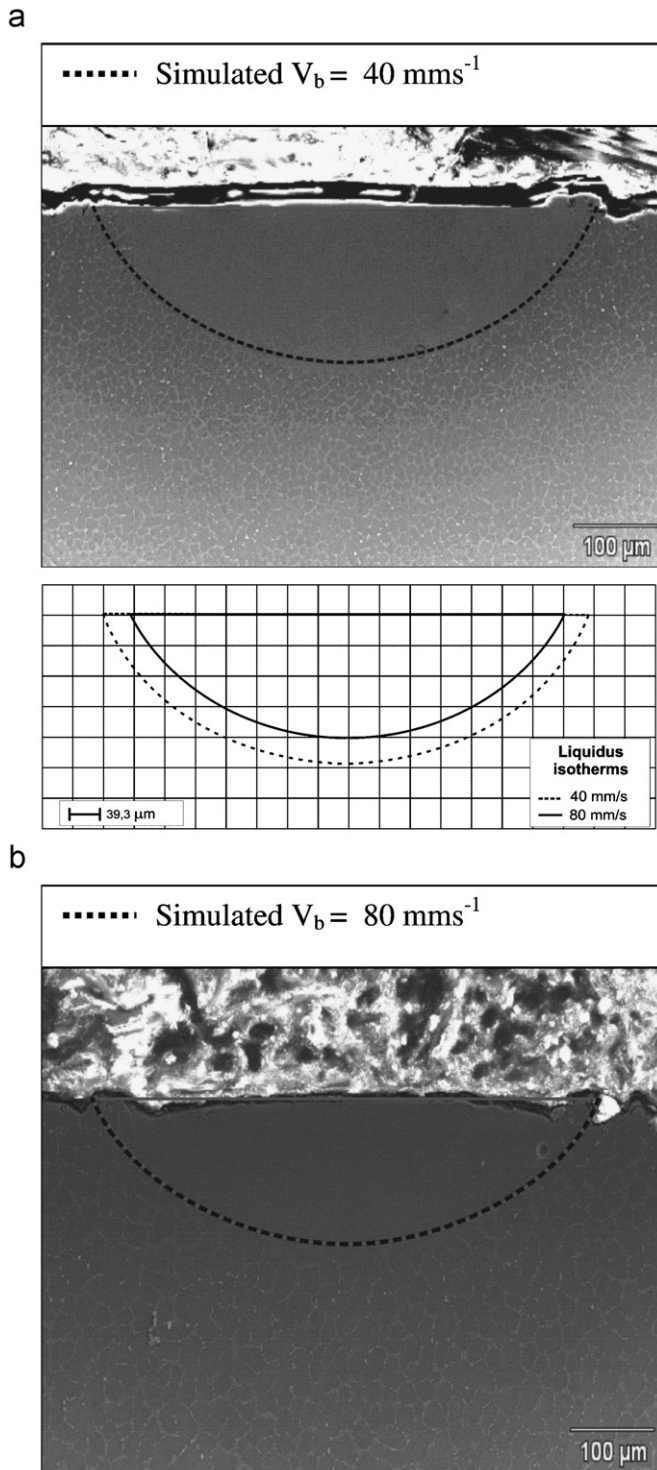 a
Simulated V_b = 40 mms⁻¹
100 µm
Liquidus
isotherms
40 mm/s
80 mm/s
39,3 µm
b
Simulated V_b = 80 mms⁻¹
100 µm